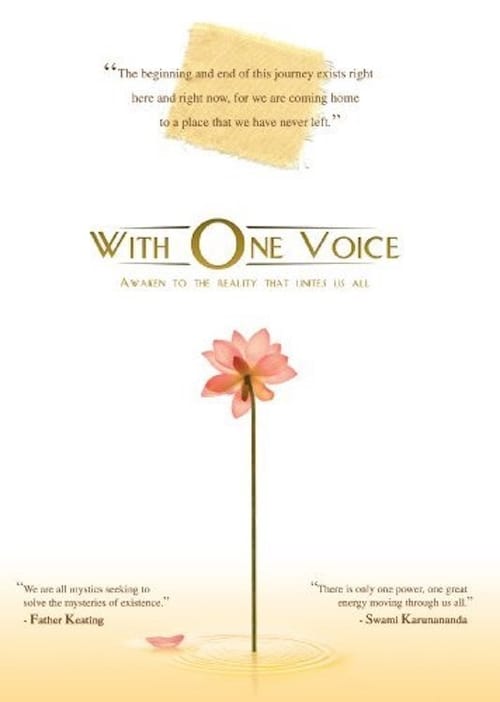 “The beginning and end of this journey exists right
here and right now, for we are coming home
to a place that we have never left.”
WITH ONE VOICE
AWAKEN TO THE REALITY THAT UNITES US ALL
“We are all mystics seeking to
solve the mysteries of existence.”
- Father Keating
“There is only one power, one great
energy moving through us all.”
- Swami Karunananda